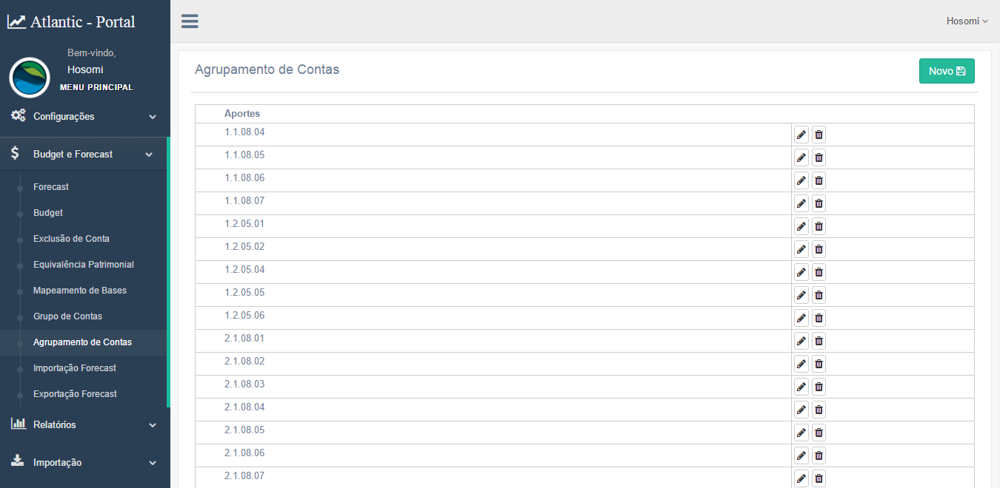 Atlantic - Portal
Bem-vindo,
Hosomi
MENU PRINCIPAL
Configurações
Budget e Forecast
Forecast
Budget
Exclusão de Conta
Equivalência Patrimonial
Mapeamento de Bases
Grupo de Contas
Agrupamento de Contas
Importação Forecast
Exportação Forecast
Relatórios
Importação
Hosomi
Agrupamento de Contas
Novo
Aportes
1.1.08.04
1.1.08.05
1.1.08.06
1.1.08.07
1.2.05.01
1.2.05.02
1.2.05.04
1.2.05.05
1.2.05.06
2.1.08.01
2.1.08.02
2.1.08.03
2.1.08.04
2.1.08.05
2.1.08.06
2.1.08.07